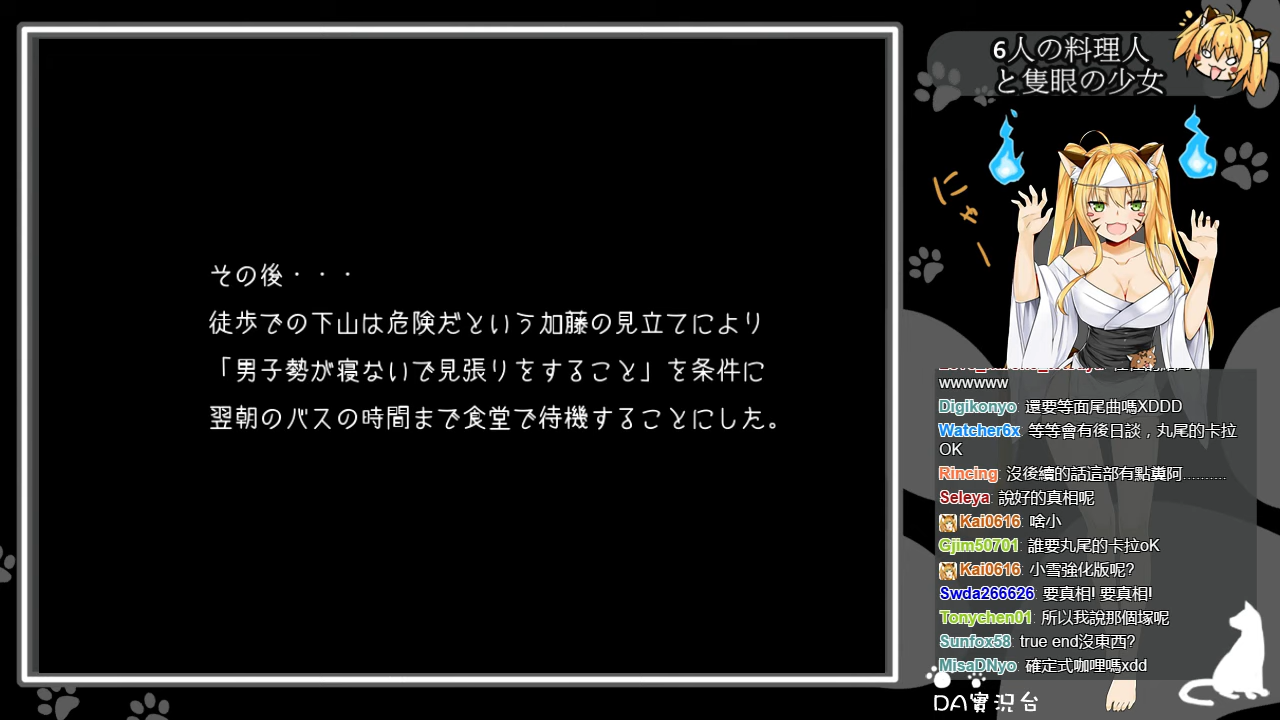 その後・・・
徒歩での下山は危険だという加藤の見立てにより
「男子勢が寝ないで見張りをすること」を条件に
翌朝のバスの時間まで食堂で待機することにした。
6人の料理人
と隻眼の少女
にゃー
wwwwww
Digikonyo: 還要等面尾曲嗎XDDD
Watcher6x: 等等會有後日談，丸尾的卡拉
OK
Rincing: 沒後續的話這部有點糞阿..........
Seleya: 說好的真相呢
Kai0616: 啥小
Gjim50701: 誰要丸尾的卡拉oK
Kai0616: 小雪強化版呢?
Swda266626: 要真相! 要真相!
Tonychen01: 所以我說那個塚呢
Sunfox58: true end沒東西?
MisaDNyo: 確定式咖哩嗎xdd
DA實況台